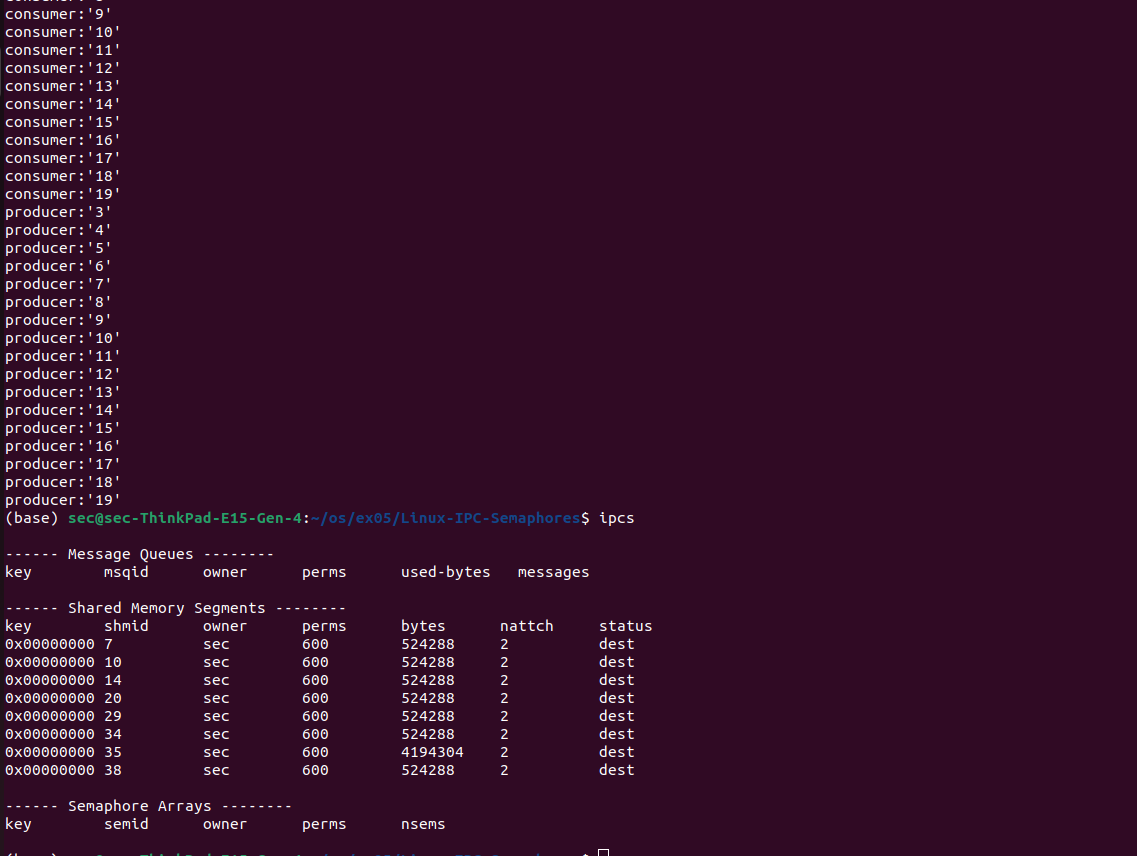 consumer:'9'
consumer:'10'
consumer:'11'
consumer:'12'
consumer:'13'
consumer:'14'
consumer:'15'
consumer:'16'
consumer:'17'
consumer:'18'
consumer:'19'
producer:'3'
producer:'4'
producer:'5'
producer:'6'
producer:'7'
producer:'8'
producer:'9'
producer:'10'
producer:'11'
producer:'12'
producer:'13'
producer:'14'
producer:'15'
producer:'16'
producer:'17'
producer:'18'
producer:'19'
(base) sec@sec-ThinkPad-E15-Gen-4:~/os/ex05/Linux-IPC-Semaphores$ ipcs
------ Message Queues --------
key        msqid      owner      perms      used-bytes   messages
------ Shared Memory Segments --------
key        shmid      owner      perms      bytes      nattch     status
0x00000000 7          sec        600        524288     2          dest
0x00000000 10         sec        600        524288     2          dest
0x00000000 14         sec        600        524288     2          dest
0x00000000 20         sec        600        524288     2          dest
0x00000000 29         sec        600        524288     2          dest
0x00000000 34         sec        600        524288     2          dest
0x00000000 35         sec        600        4194304    2          dest
0x00000000 38         sec        600        524288     2          dest
------ Semaphore Arrays --------
key        semid      owner      perms      nsems